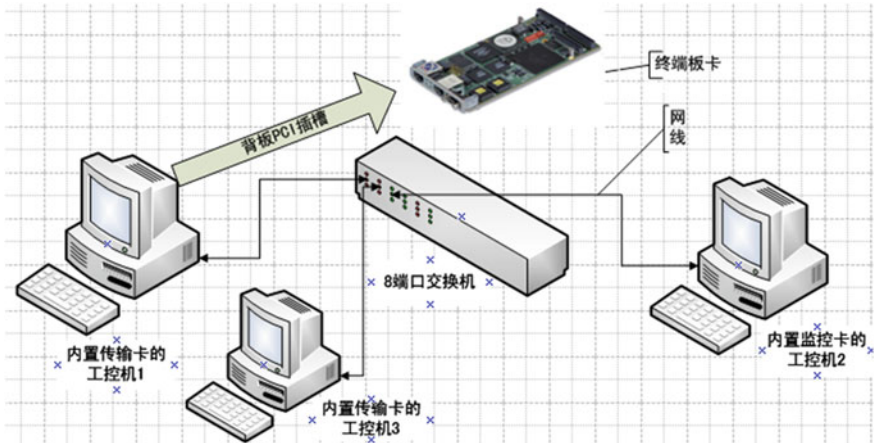 终端板卡
网
线
背板PCI插槽
8端口交换机
内置传输卡的
工控机1
内置监控卡的
工控机2
内置传输卡的
工控机3